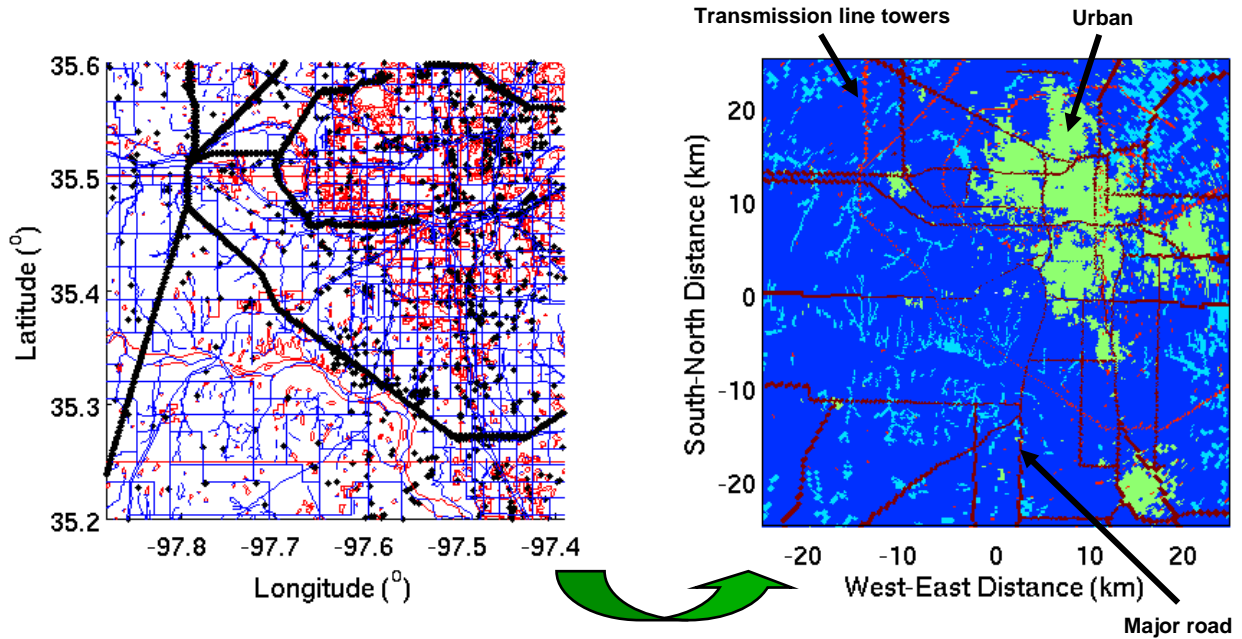 Transmission line towers
Urban
35.6
35.5
35.4
35.3
35.2
Latitude (°)
-97.8
-97.7
-97.6
-97.5
-97.4
Longitude (°)
20
10
0
-10
-20
South-North Distance (km)
-20
-10
0
10
20
West-East Distance (km)
Major road